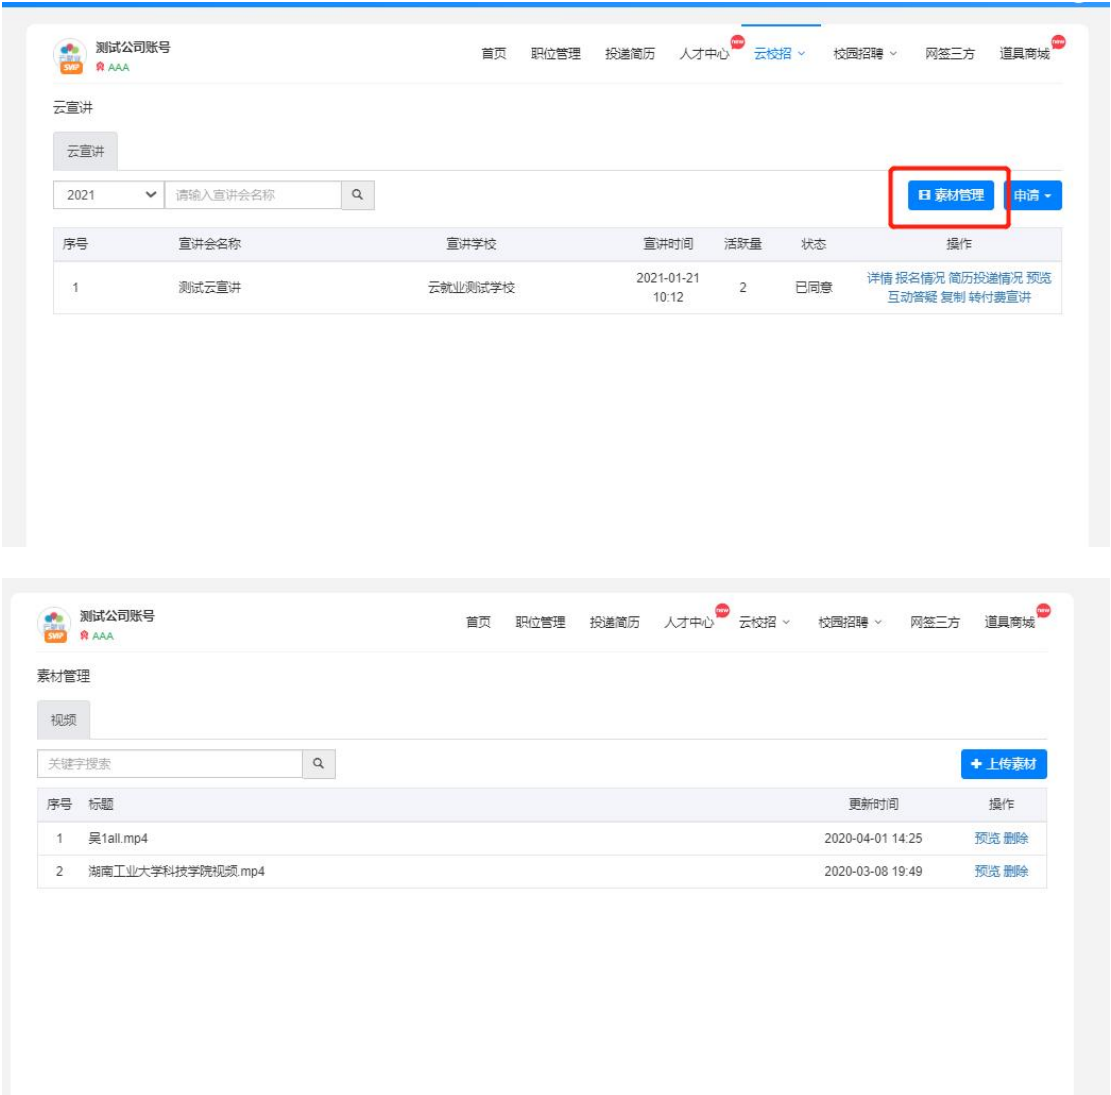 测试公司账号
AAA
SVIP
首页 职位管理 投递简历 人才中心 new 云校招 校园招聘 网签三方 道具商城 new
云宣讲
云宣讲
2021 请输入宣讲会名称 素材管理 申请
序号 宣讲会名称 宣讲学校 宣讲时间 活跃量 状态 操作
1 测试云宣讲 云就业测试学校 2021-01-21 2 已同意 详情 报名情况 简历投递情况 预览
10:12 互动答疑 复制 转付费宣讲
测试公司账号
AAA
SVIP
首页 职位管理 投递简历 人才中心 new 云校招 校园招聘 网签三方 道具商城 new
素材管理
视频
关键字搜索 上传素材
序号 标题 更新时间 操作
1 吴1all.mp4 2020-04-01 14:25 预览 删除
2 湖南工业大学科技学院视频.mp4 2020-03-08 19:49 预览 删除